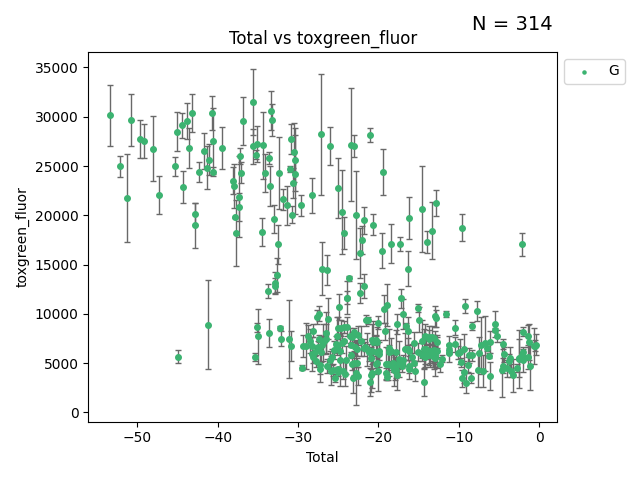 N = 314
Total vs toxgreen_fluor
G
35000
30000
25000
20000
15000
10000
5000
0
toxgreen_fluor
−50 −40 −30 −20 −10 0
Total